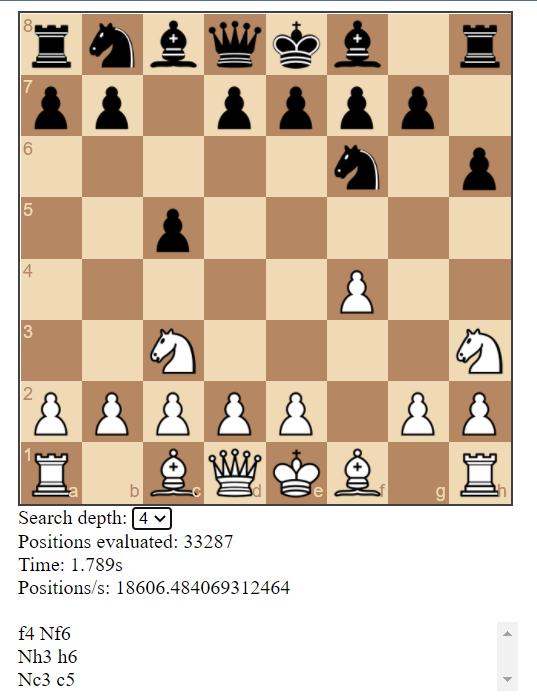 8
7
6
5
4
3
2
1 a b c d e f g h
Search depth: 4
Positions evaluated: 33287
Time: 1.789s
Positions/s: 18606.484069312464
f4 Nf6
Nh3 h6
Nc3 c5